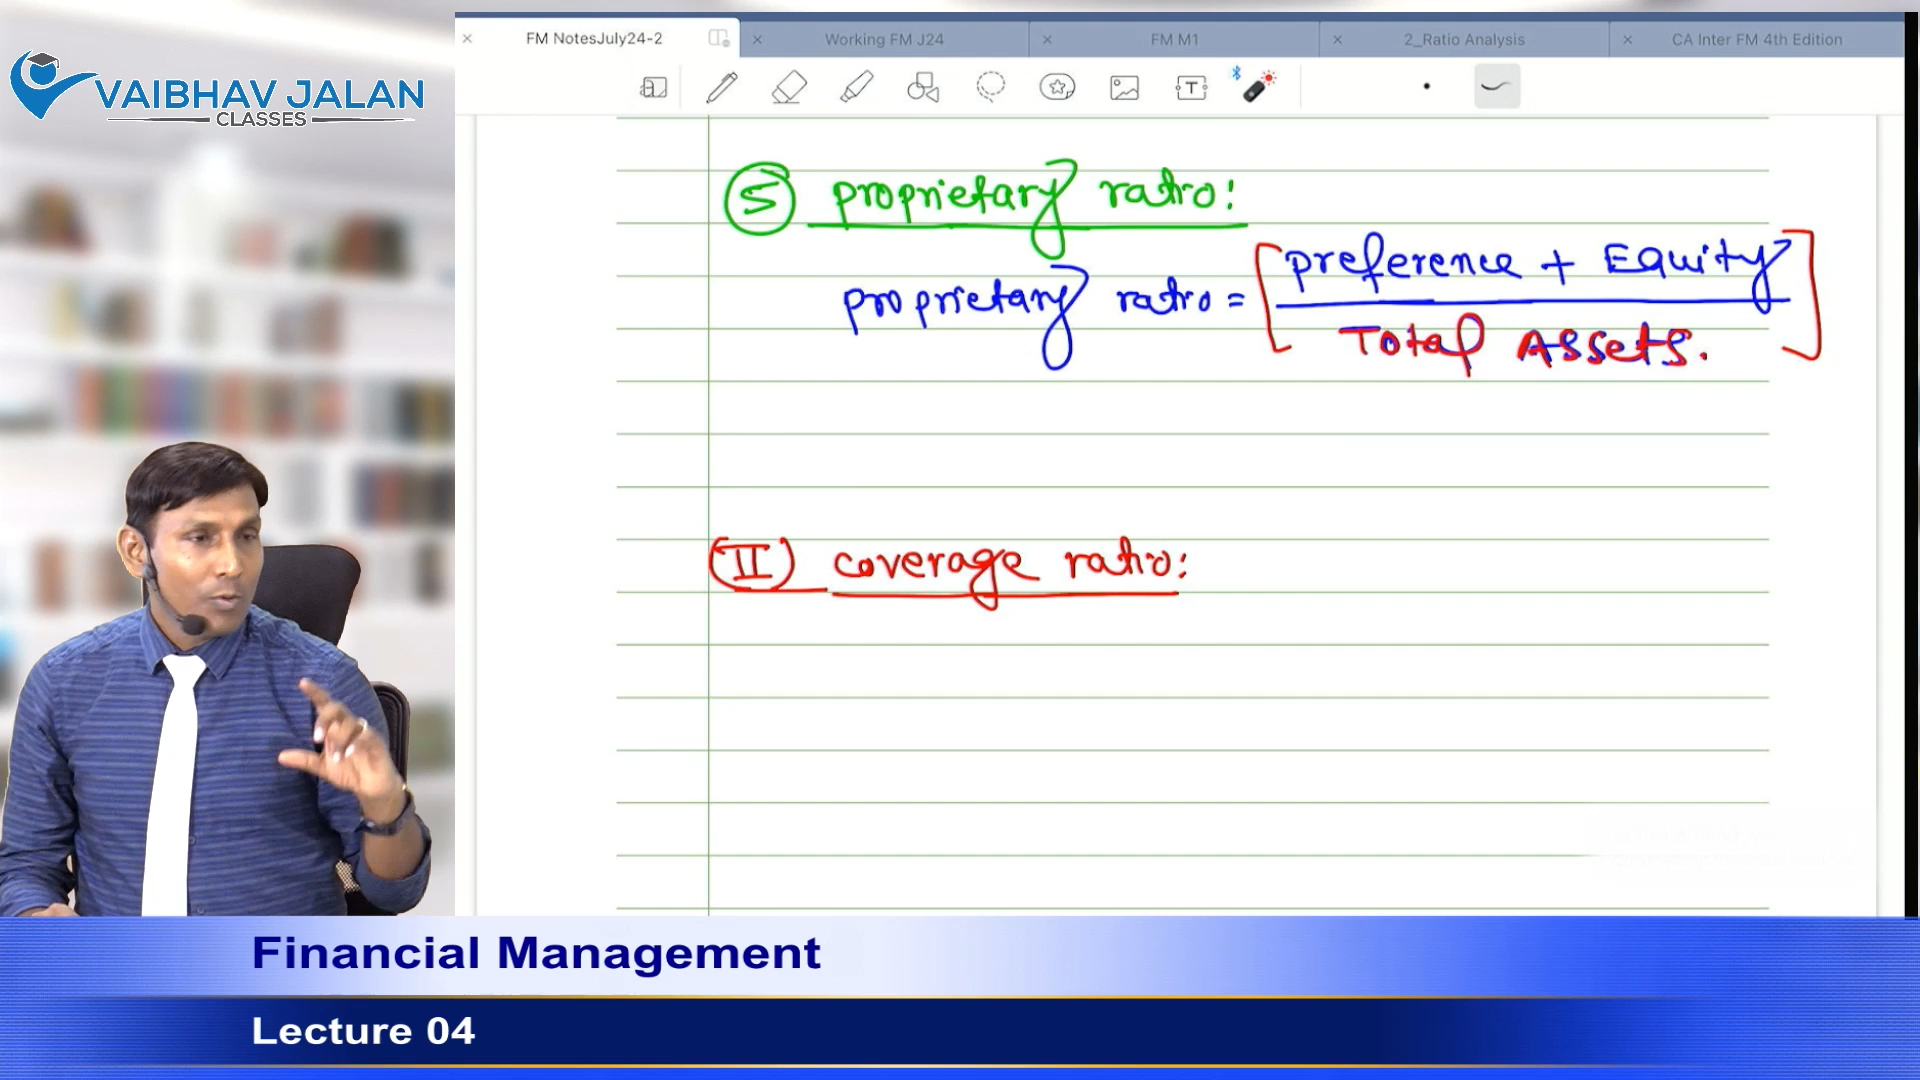 VAIBHAV JALAN
CLASSES
FM NotesJuly24-2
Working FM J24
FM M1
2_Ratio Analysis
CA Inter FM 4th Edition
5 proprietary ratio:
proprietary ratio = [preference + Equity
Total Assets.]
(II) coverage ratio:
Financial Management
Lecture 04